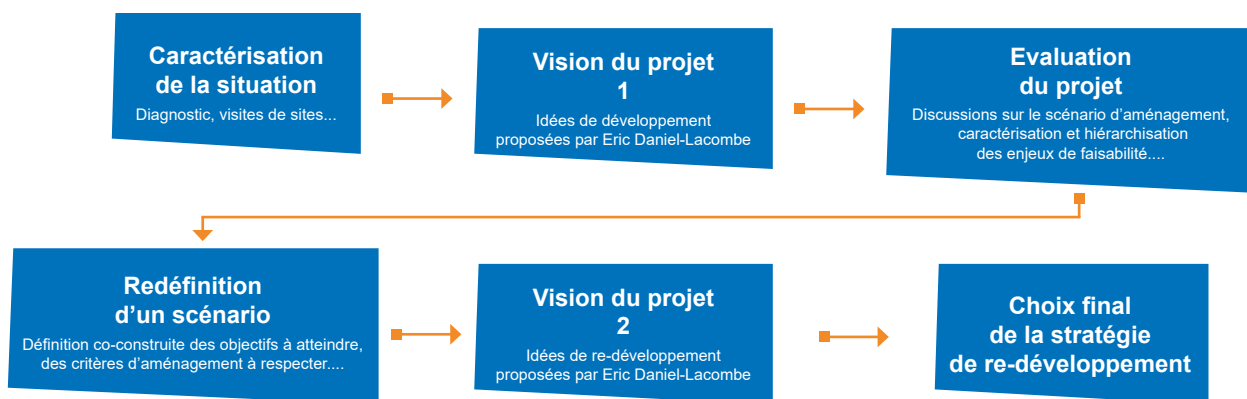 Caractérisation
de la situation
Diagnostic, visites de sites...
Vision du projet
1
Idées de développement
proposées par Eric Daniel-Lacombe
Evaluation
du projet
Discussions sur le scénario d'aménagement,
caractérisation et hiérarchisation
des enjeux de faisabilité....
Redéfinition
d'un scénario
Définition co-construite des objectifs à atteindre,
des critères d'aménagement à respecter....
Vision du projet
2
Idées de re-développement
proposées par Eric Daniel-Lacombe
Choix final
de la stratégie
de re-développement